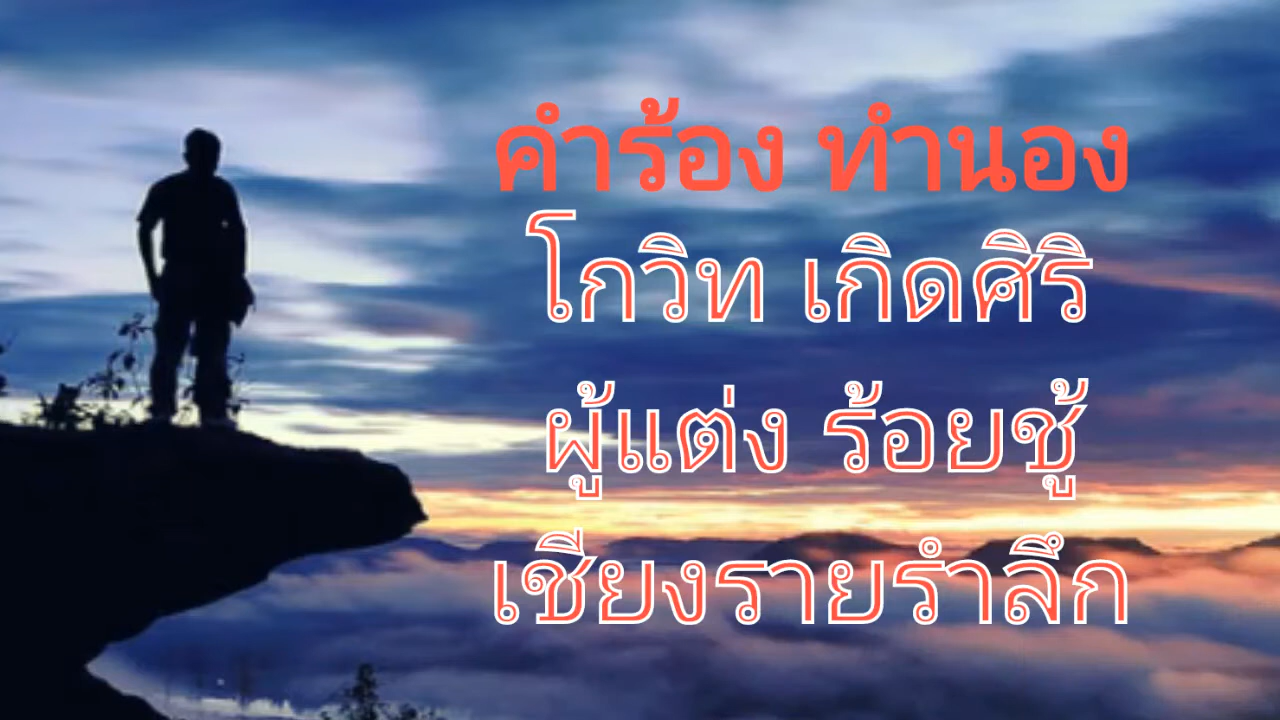 คำร้อง ทำนอง
โกวิท เกิดศิริ
ผู้แต่ง ร้อยชู้
เชียงรายรำลึก